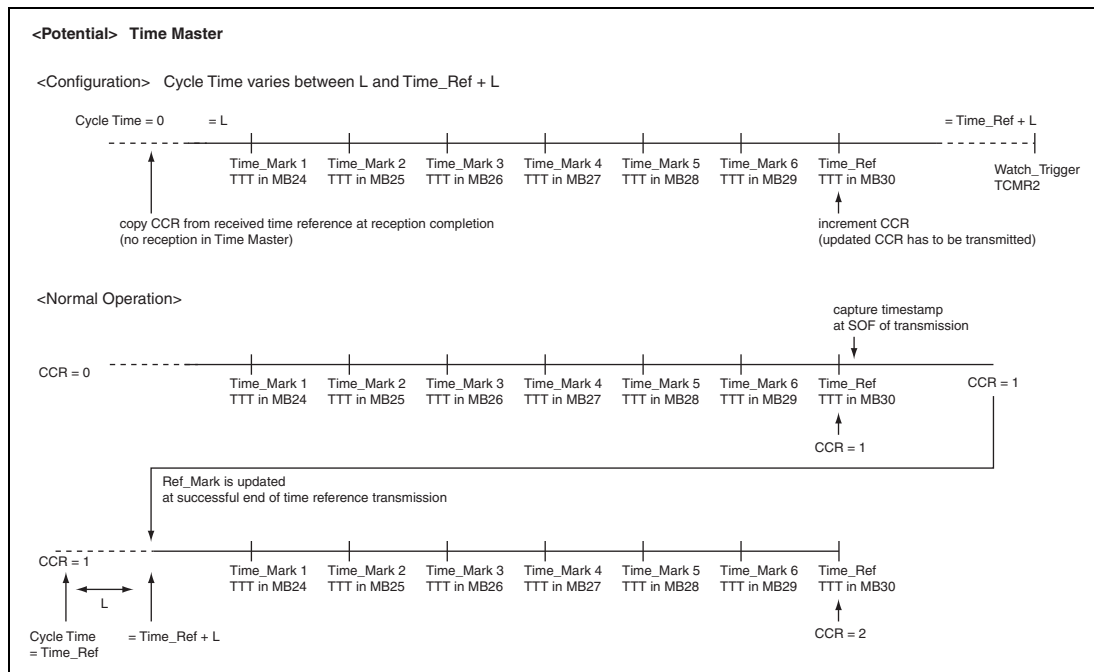 <Potential> Time Master
<Configuration> Cycle Time varies between L and Time_Ref + L
Cycle Time = 0 = L = Time_Ref + L
Time_Mark 1 Time_Mark 2 Time_Mark 3 Time_Mark 4 Time_Mark 5 Time_Mark 6 Time_Ref
TTT in MB24 TTT in MB25 TTT in MB26 TTT in MB27 TTT in MB28 TTT in MB29 TTT in MB30
Watch_Trigger
TCMR2
copy CCR from received time reference at reception completion
(no reception in Time Master)
increment CCR
(updated CCR has to be transmitted)
<Normal Operation>
capture timestamp
at SOF of transmission
CCR = 0
Time_Mark 1 Time_Mark 2 Time_Mark 3 Time_Mark 4 Time_Mark 5 Time_Mark 6 Time_Ref
TTT in MB24 TTT in MB25 TTT in MB26 TTT in MB27 TTT in MB28 TTT in MB29 TTT in MB30
CCR = 1
CCR = 1
Ref_Mark is updated
at successful end of time reference transmission
CCR = 1
Time_Mark 1 Time_Mark 2 Time_Mark 3 Time_Mark 4 Time_Mark 5 Time_Mark 6 Time_Ref
TTT in MB24 TTT in MB25 TTT in MB26 TTT in MB27 TTT in MB28 TTT in MB29 TTT in MB30
L
Cycle Time
= Time_Ref
= Time_Ref + L
CCR = 2